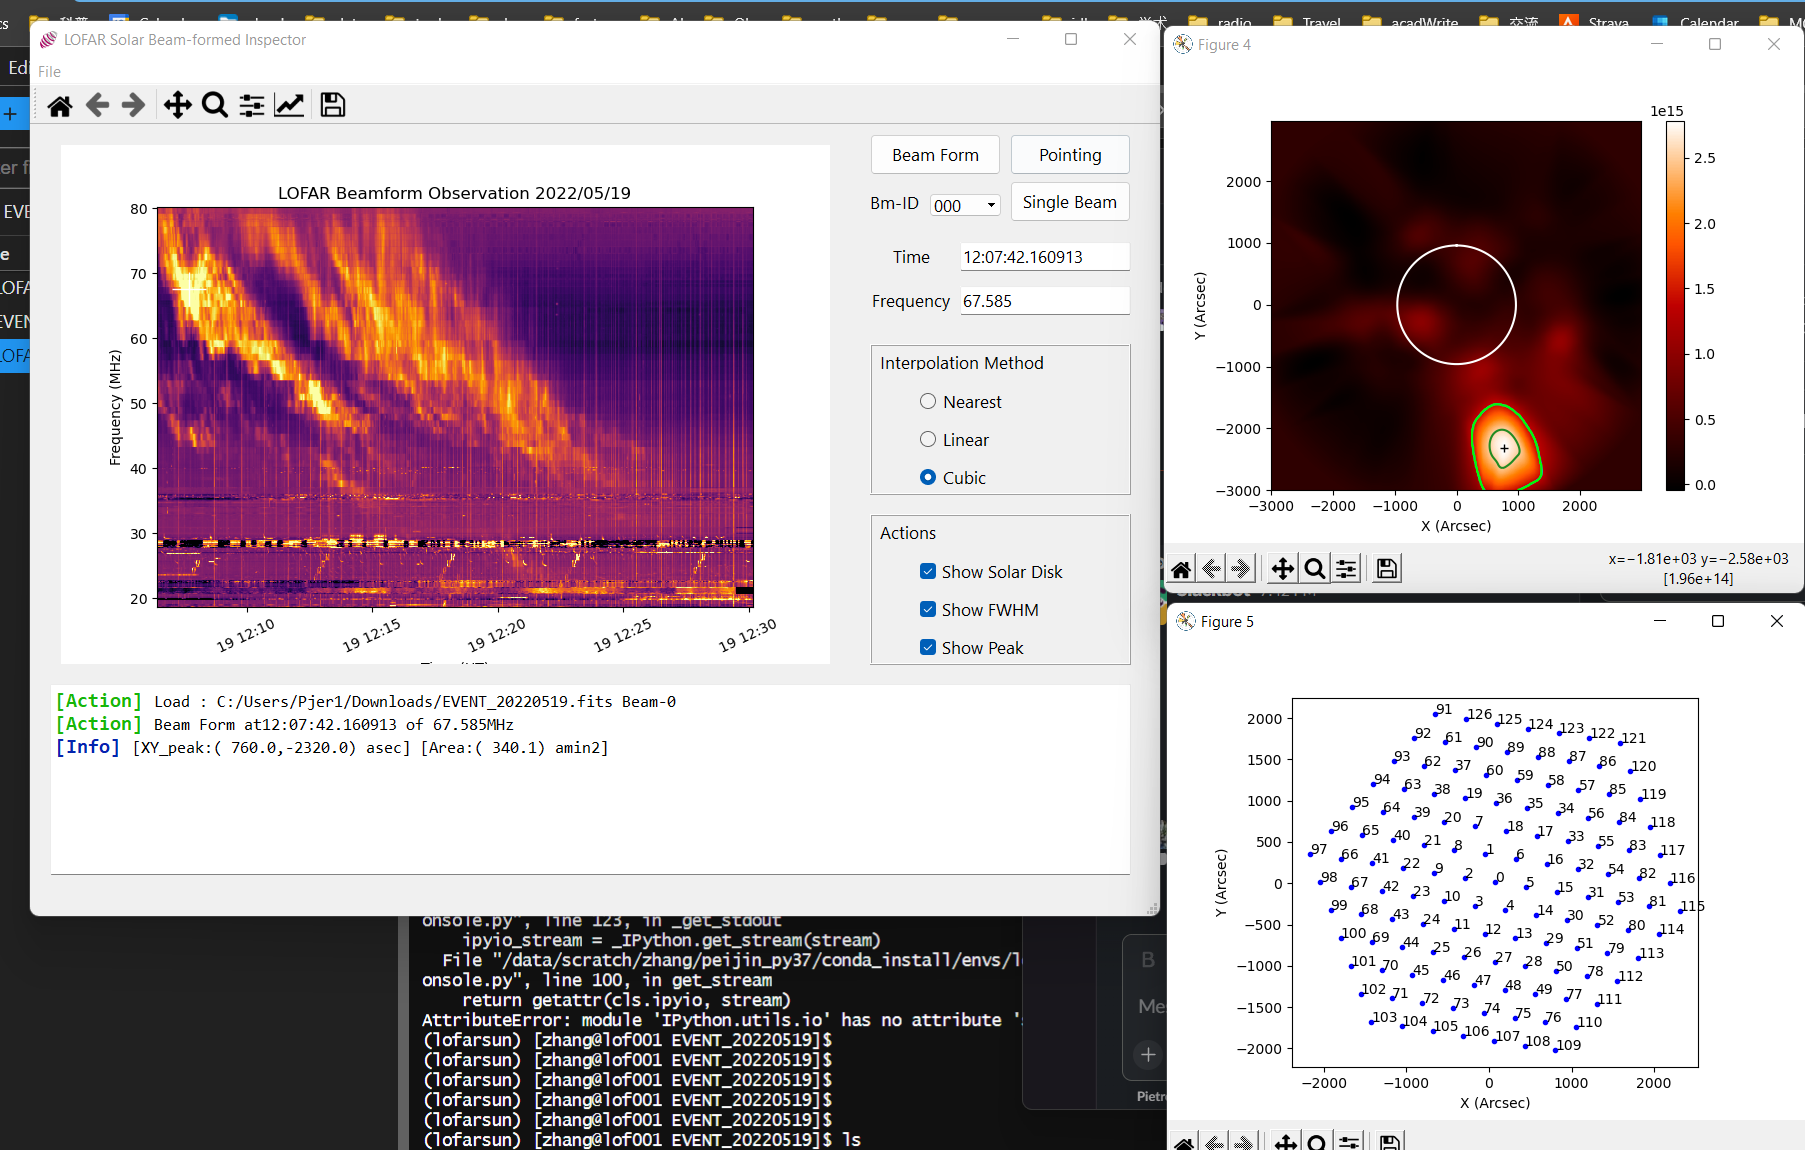 radio
Travel
acadWrite
交流
Strava
Calendar
LOFAR Solar Beam-formed Inspector
File
LOFAR Beamform Observation 2022/05/19
80
70
60
50
40
30
20
Frequency (MHz)
19 12:10
19 12:15
19 12:20
19 12:25
19 12:30
Beam Form
Pointing
Bm-ID
000
Single Beam
Time
12:07:42.160913
Frequency
67.585
Interpolation Method
Nearest
Linear
Cubic
Actions
Show Solar Disk
Show FWHM
Show Peak
[Action] Load : C:/Users/Pjer1/Downloads/EVENT_20220519.fits Beam-0
[Action] Beam Form at12:07:42.160913 of 67.585MHz
[Info] [XY_peak:( 760.0,-2320.0) asec] [Area:( 340.1) amin2]
Figure 4
1e15
2000
1000
0
−1000
−2000
−3000
Y (Arcsec)
−3000
−2000
−1000
0
1000
2000
X (Arcsec)
2.5
2.0
1.5
1.0
0.5
0.0
x=−1.81e+03 y=−2.58e+03
[1.96e+14]
Figure 5
2000
1500
1000
500
0
−500
−1000
−1500
−2000
Y (Arcsec)
−2000
−1000
0
1000
2000
X (Arcsec)
91
126 125 124 123 122 121
92 61 90 89 88 87 86 120
93 62 37 60 59 58 57 85 119
94 63 38 19 36 35 34 56 84 118
95 64 39 20 7 18 17 33 55 83 117
96 65 40 21 8 1 6 16 32 54 82 116
97 66 41 22 9 2 0 5 15 31 53 81 115
98 67 42 23 10 3 4 14 30 52 80 114
99 68 43 24 11 12 13 29 51 79 113
100 69 44 25 26 27 28 50 78 112
101 70 45 46 47 48 49 77 111
102 71 72 73 74 75 76 110
103 104 105 106 107 108 109
onsole.py", line 123, in _get_stdout
ipyio_stream = _IPython.get_stream(stream)
File "/data/scratch/zhang/peijin_py37/conda_install/envs/l
onsole.py", line 100, in get_stream
return getattr(cls.ipyio, stream)
AttributeError: module 'IPython.utils.io' has no attribute '
(lofarsun) [zhang@lof001 EVENT_20220519]$
(lofarsun) [zhang@lof001 EVENT_20220519]$
(lofarsun) [zhang@lof001 EVENT_20220519]$
(lofarsun) [zhang@lof001 EVENT_20220519]$
(lofarsun) [zhang@lof001 EVENT_20220519]$
(lofarsun) [zhang@lof001 EVENT_20220519]$ ls
B
Mes
Pietr